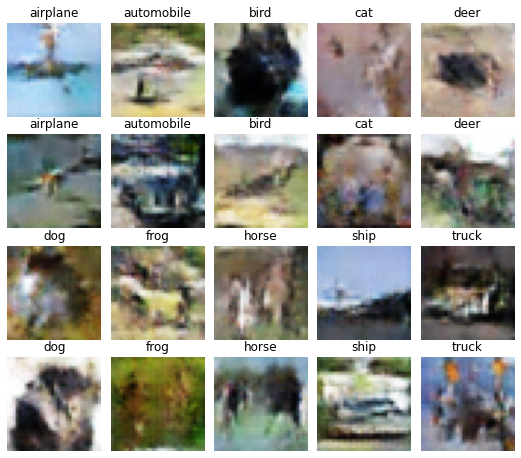 airplane automobile bird cat deer
airplane automobile bird cat deer
dog frog horse ship truck
dog frog horse ship truck